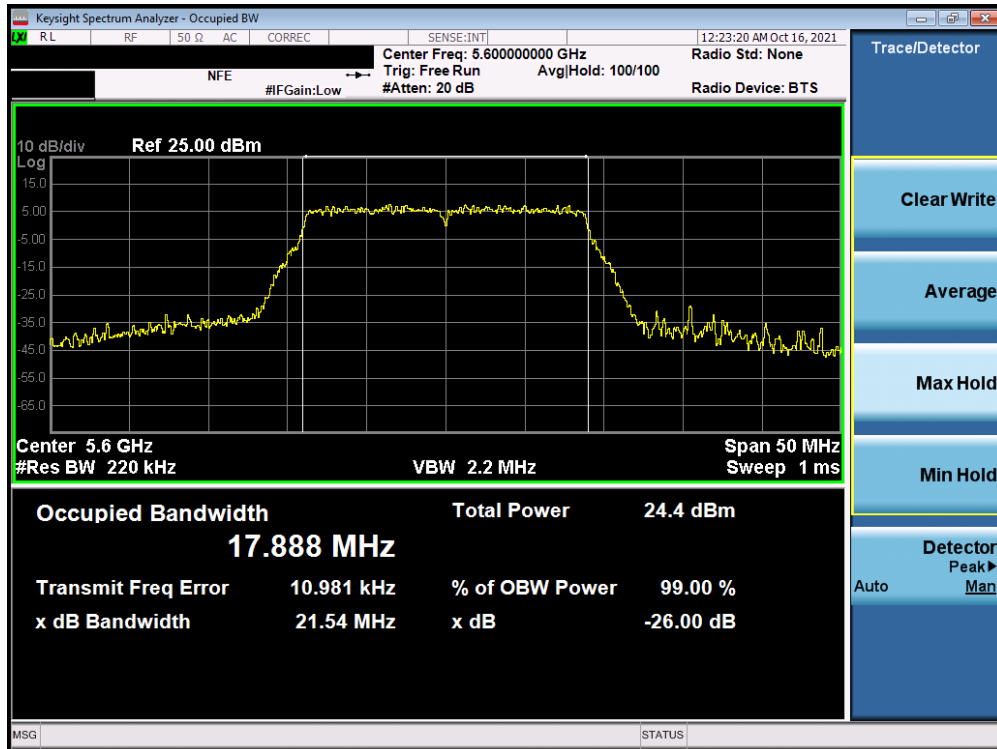 Keysight Spectrum Analyzer - Occupied BW
LXI RL RF 50 Ω AC CORREC SENSE:INT 12:23:20 AM Oct 16, 2021
Center Freq: 5.600000000 GHz Radio Std: None
NFE Trig: Free Run Avg|Hold: 100/100
#IFGain:Low #Atten: 20 dB Radio Device: BTS
Trace/Detector
10 dB/div Ref 25.00 dBm
Log
15.0
5.00
-5.00
-15.0
-25.0
-35.0
-45.0
-55.0
-65.0
Center 5.6 GHz Span 50 MHz
#Res BW 220 kHz VBW 2.2 MHz Sweep 1 ms
Occupied Bandwidth Total Power 24.4 dBm
17.888 MHz
Transmit Freq Error 10.981 kHz % of OBW Power 99.00 %
x dB Bandwidth 21.54 MHz x dB -26.00 dB
Clear Write
Average
Max Hold
Min Hold
Detector
Peak▶
Auto Man
MSG STATUS